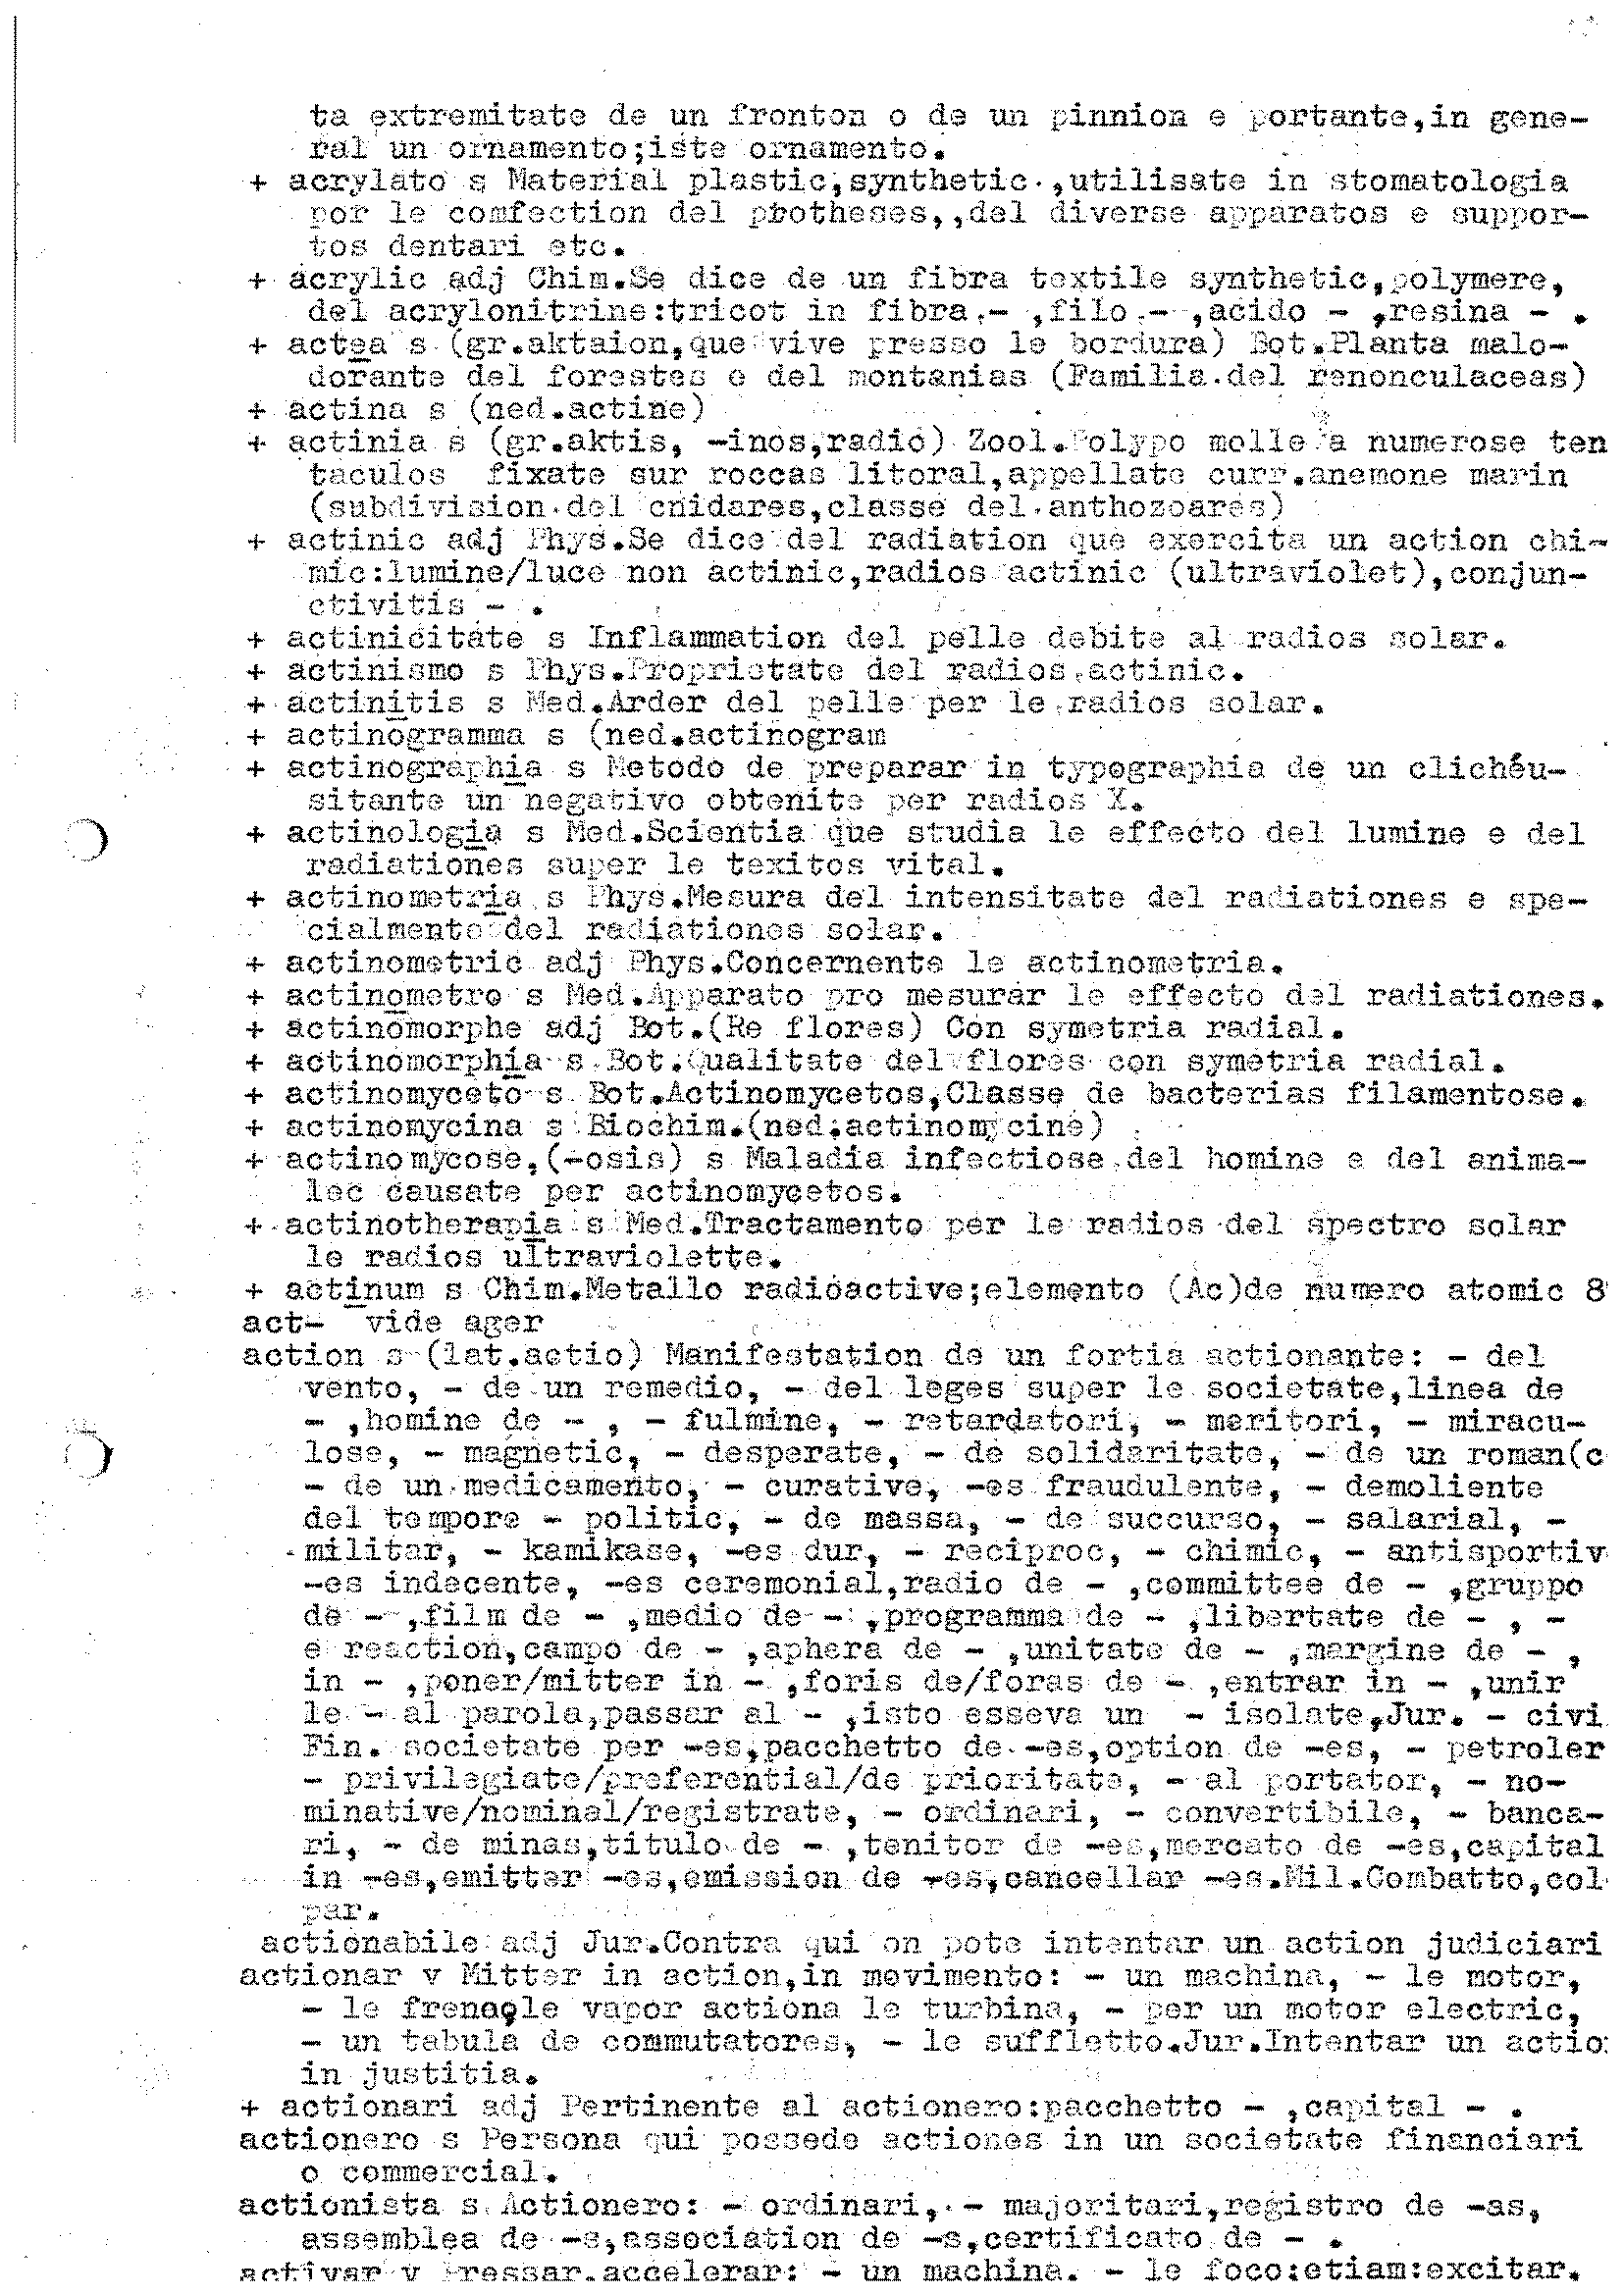 ta extremitate de un fronton o de un pinnion e portante,in gene-
ral un ornamento;iste ornamento.
+ acrylato s Material plastic,synthetic.,utilisate in stomatologia
por le comfection del protheses,,del diverse apparatos e suppor-
tos dentari etc.
+ acrylic adj Chim.Se dice de un fibra textile synthetic,polymere,
del acrylonitrine:tricot in fibra - ,filo - ,acido - ,resina - .
+ actea s (gr.aktaion,que vive presso le bordura) Bot.Planta malo-
dorante del forestes e del montanias (Familia del renonculaceas)
+ actina s (ned.actine)
+ actinia s (gr.aktis, -inos,radio) Zool.Polypo molle a numerose ten
taculos fixate sur roccas litoral,appellate curr.anemone marin
(subdivision del cnidares,classe del anthozoares)
+ actinic adj Phys.Se dice del radiation que exercita un action chi-
mic:lumine/luce non actinic,radios actinic (ultraviolet),conjun-
ctivitis - .
+ actinicitate s Inflammation del pelle debite al radios solar.
+ actinismo s Phys.Proprietate del radios actinic.
+ actinitis s Med.Arder del pelle per le radios solar.
+ actinogramma s (ned.actinogram
+ actinographia s Metodo de preparar in typographia de un clichéu-
sitante un negativo obtenite per radios X.
+ actinologia s Med.Scientia que studia le effecto del lumine e del
radiationes super le texitos vital.
+ actinometria s Phys.Mesura del intensitate del radiationes e spe-
cialmente del radiationes solar.
+ actinometric adj Phys.Concernente le actinometria.
+ actinometro s Med.Apparato pro mesurar le effecto del radiationes.
+ actinomorphe adj Bot.(Re flores) Con symetria radial.
+ actinomorphia s Bot.Qualitate del flores con symetria radial.
+ actinomyceto s Bot.Actinomycetos,Classe de bacterias filamentose.
+ actinomycina s Biochim.(ned.actinomycine)
+ actinomycose,(-osis) s Maladia infectiose del homine e del anima-
lec causate per actinomycetos.
+ actinotherapia s Med.Tractamento per le radios del spectro solar
le radios ultraviolette.
+ actinum s Chim.Metallo radioactive;elemento (Ac)de numero atomic 8
act- vide ager
action s (lat.actio) Manifestation de un fortia actionante: - del
vento, - de un remedio, - del leges super le societate,linea de
- ,homine de - , - fulmine, - retardatori, - meritori, - miracu-
lose, - magnetic, - desperate, - de solidaritate, - de un roman(c
- de un medicamento, - curative, -es fraudulente, - demoliente
del tempore - politic, - de massa, - de succurso, - salarial, -
militar, - kamikase, -es dur, - reciproc, - chimic, - antisportiv
-es indecente, -es ceremonial,radio de - ,committee de - ,gruppo
de - ,film de - ,medio de - ,programma de - ,libertate de - , -
e reaction,campo de - ,aphera de - ,unitate de - ,margine de - ,
in - ,poner/mitter in - ,foris de/foras de - ,entrar in - ,unir
le - al parola,passar al - ,isto esseva un - isolate,Jur. - civi
Fin. societate per -es,pacchetto de -es,option de -es, - petroler
- privilegiate/preferential/de prioritate, - al portator, - no-
minative/nominal/registrate, - ordinari, - convertibile, - banca-
ri, - de minas,titulo de - ,tenitor de -es,mercato de -es,capital
in -es,emitter -es,emission de -es,cancellar -es.Mil.Combatto,col
par.
actionabile adj Jur.Contra qui on pote intentar un action judiciari
actionar v Mitter in action,in movimento: - un machina, - le motor,
- le freno,le vapor actiona le turbina, - per un motor electric,
- un tabula de commutatores, - le suffletto.Jur.Intentar un actio
in justitia.
+ actionari adj Pertinente al actionero:pacchetto - ,capital - .
actionero s Persona qui possede actiones in un societate financiari
o commercial.
actionista s Actionero: - ordinari, - majoritari,registro de -as,
assemblea de -s,association de -s,certificato de - .
activar v Pressar,accelerar: - un machina, - le foco:etiam:excitar.